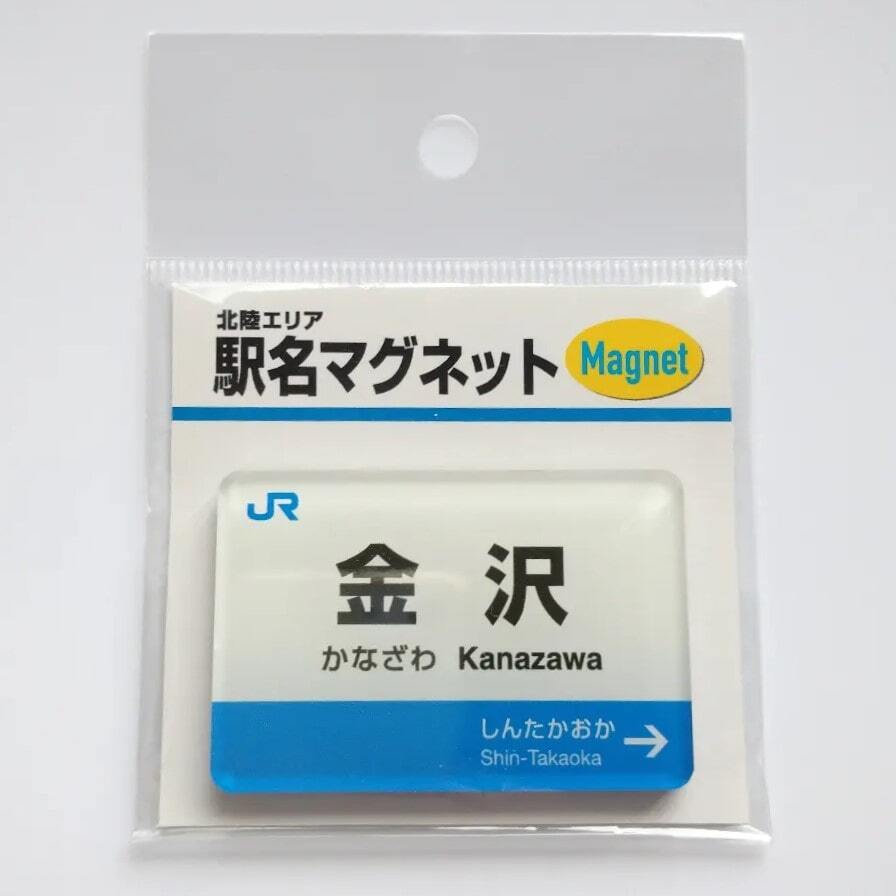 北陸エリア
駅名マグネット Magnet
JR
金沢
かなざわ Kanazawa
しんたかおか →
Shin-Takaoka